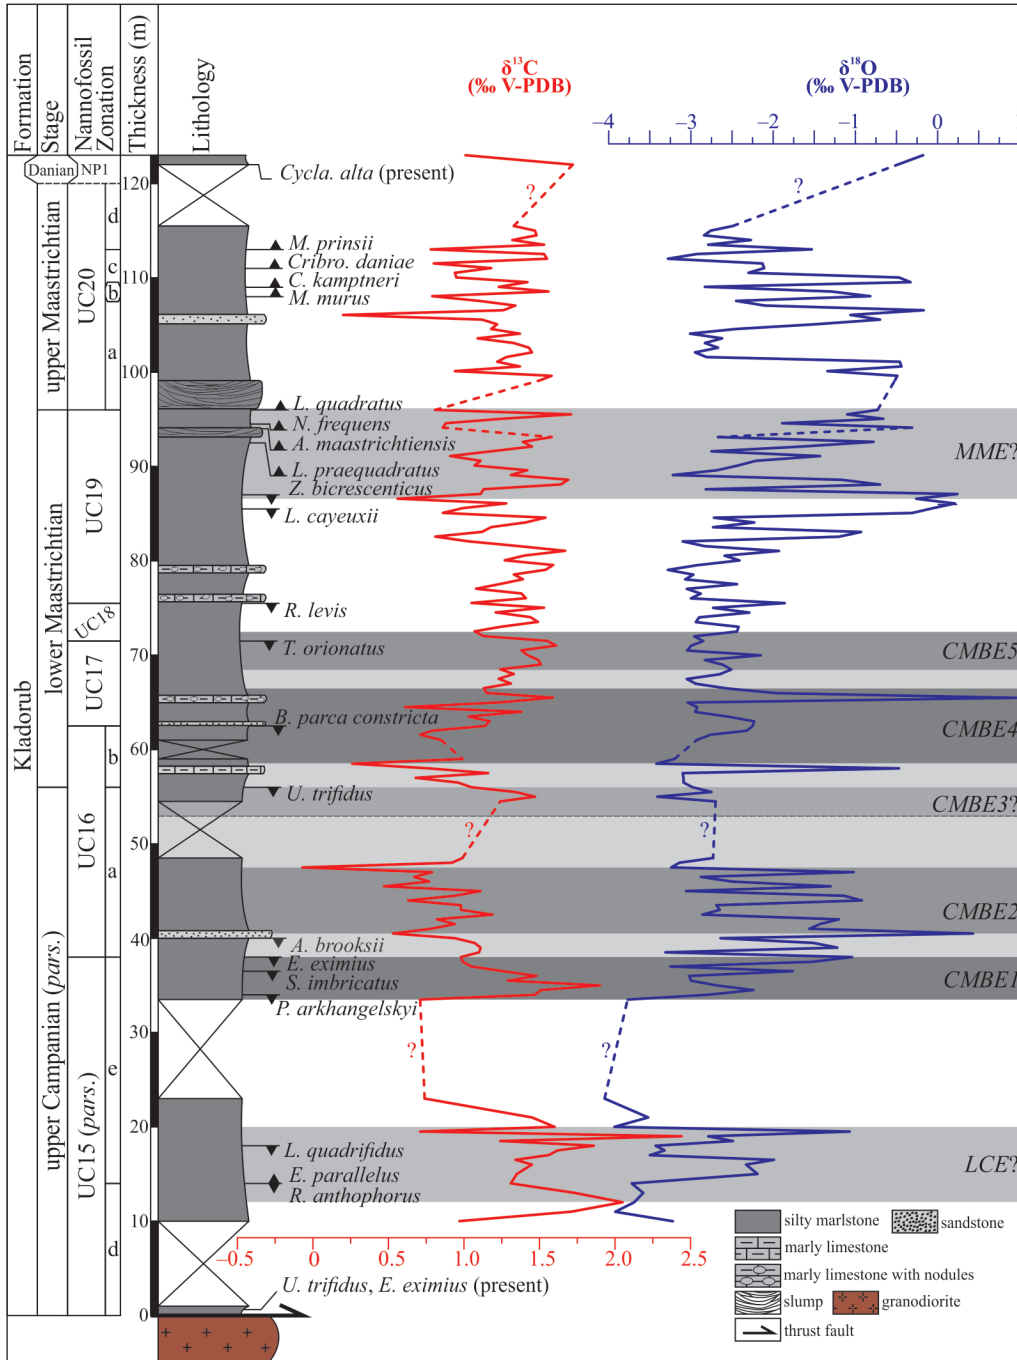 Formation
Stage
Nannofossil
Zonation
Thickness (m)
Lithology
δ¹³C
(‰ V-PDB)
δ¹⁸O
(‰ V-PDB)
−4 −3 −2 −1 0
Danian
NP1
Kladorub
upper Maastrichtian
lower Maastrichtian
upper Campanian (pars.)
UC20
d
c
b
a
UC19
UC18
UC17
UC16
b
a
UC15 (pars.)
e
d
120
110
100
90
80
70
60
50
40
30
20
10
0
Cycla. alta (present)
M. prinsii
Cribro. daniae
C. kamptneri
M. murus
L. quadratus
N. frequens
A. maastrichtiensis
L. praequadratus
Z. bicrescenticus
L. cayeuxii
R. levis
T. orionatus
B. parca constricta
U. trifidus
A. brooksii
E. eximius
S. imbricatus
P. arkhangelskyi
L. quadrifidus
E. parallelus
R. anthophorus
U. trifidus, E. eximius (present)
?
?
?
?
?
?
MME?
CMBE5
CMBE4
CMBE3?
CMBE2
CMBE1
LCE?
−0.5 0 0.5 1.0 1.5 2.0 2.5
silty marlstone
sandstone
marly limestone
marly limestone with nodules
slump
granodiorite
thrust fault